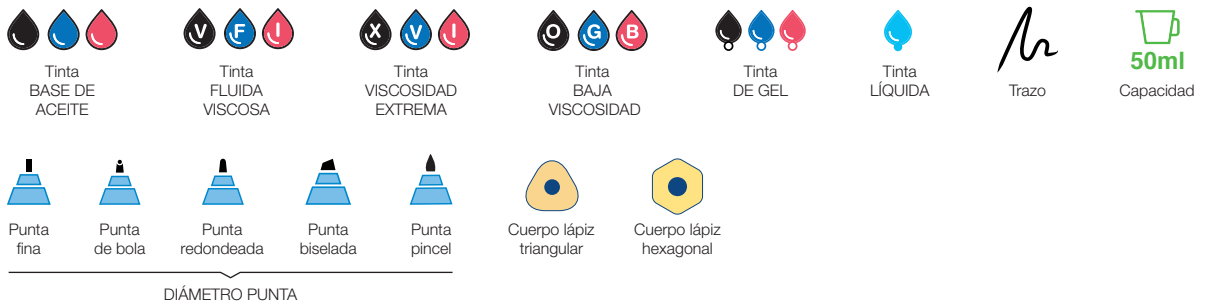 V F I
X V I
O G B
50ml
Tinta
BASE DE
ACEITE
Tinta
FLUIDA
VISCOSA
Tinta
VISCOSIDAD
EXTREMA
Tinta
BAJA
VISCOSIDAD
Tinta
DE GEL
Tinta
LÍQUIDA
Trazo
Capacidad
Punta
fina
Punta
de bola
Punta
redondeada
Punta
biselada
Punta
pincel
Cuerpo lápiz
triangular
Cuerpo lápiz
hexagonal
DIÁMETRO PUNTA